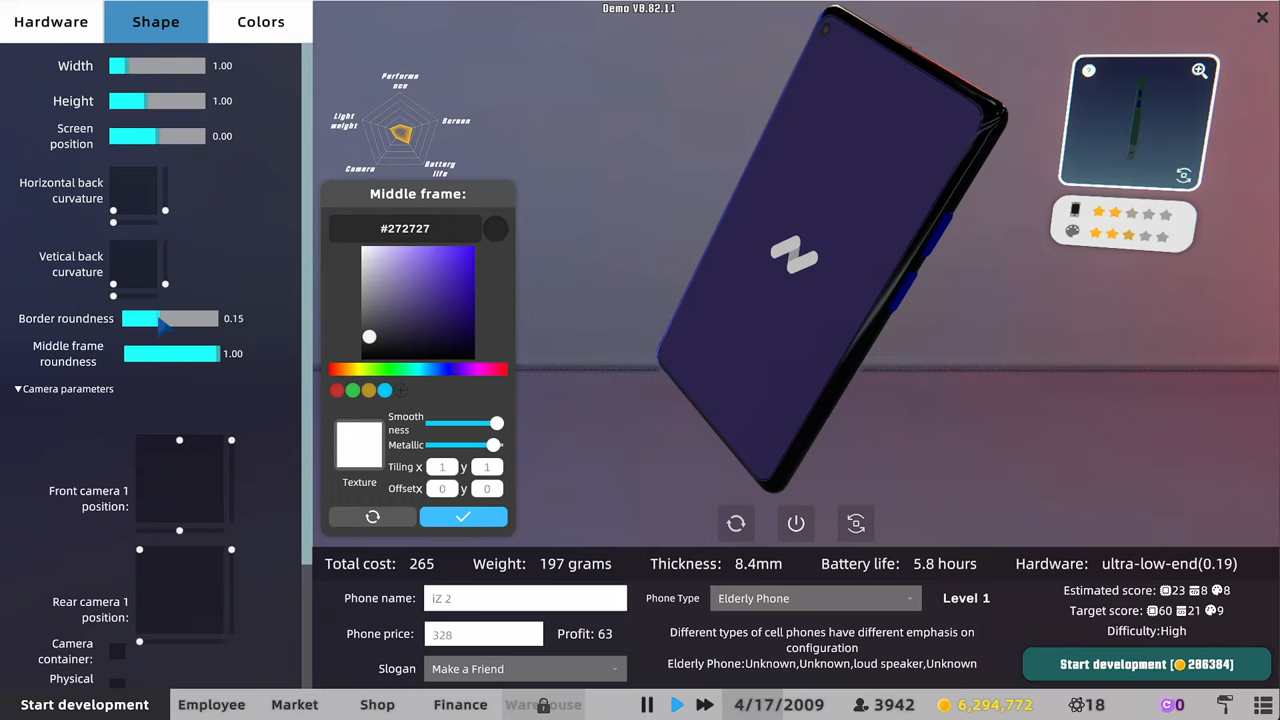 Demo V0.82.11
Hardware
Shape
Colors
Width
1.00
Height
1.00
Screen
position
0.00
Horizontal back
curvature
Vetical back
curvature
Border roundness
0.15
Middle frame
roundness
1.00
▼Camera parameters
Front camera 1
position:
Rear camera 1
position:
Camera
container:
Physical
Performa
nce
Light
weight
Screen
Camera
Battery
life
Middle frame:
#272727
Smooth
ness
Metallic
Tiling x 1 y 1
Texture
Offset x 0 y 0
?
Total cost: 265
Weight: 197 grams
Thickness: 8.4mm
Battery life: 5.8 hours
Hardware: ultra-low-end(0.19)
Phone name: iZ 2
Phone Type Elderly Phone
Level 1
Phone price: 328
Profit: 63
Slogan Make a Friend
Different types of cell phones have different emphasis on
configuration
Elderly Phone:Unknown,Unknown,loud speaker,Unknown
Estimated score: 23 8 8
Target score: 60 21 9
Difficulty:High
Start development [206384]
Start development
Employee
Market
Shop
Finance
Warehouse
4/17/2009
3942
6,294,772
18
0